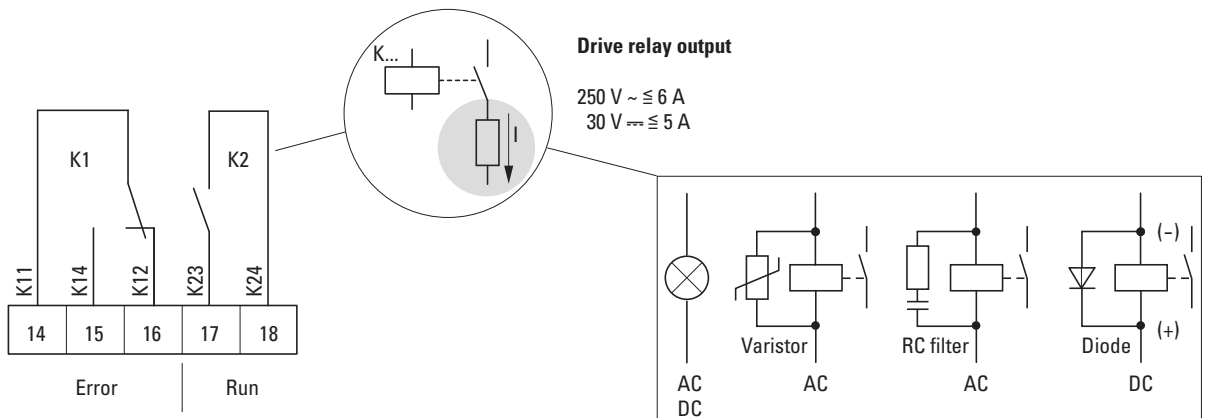 K...
Drive relay output
250 V ~ ≦ 6 A
30 V ⎓ ≦ 5 A
I
K1
K2
K11
K14
K12
K23
K24
14
15
16
17
18
Error
Run
(-)
(+)
Varistor
RC filter
Diode
AC
DC
AC
AC
DC